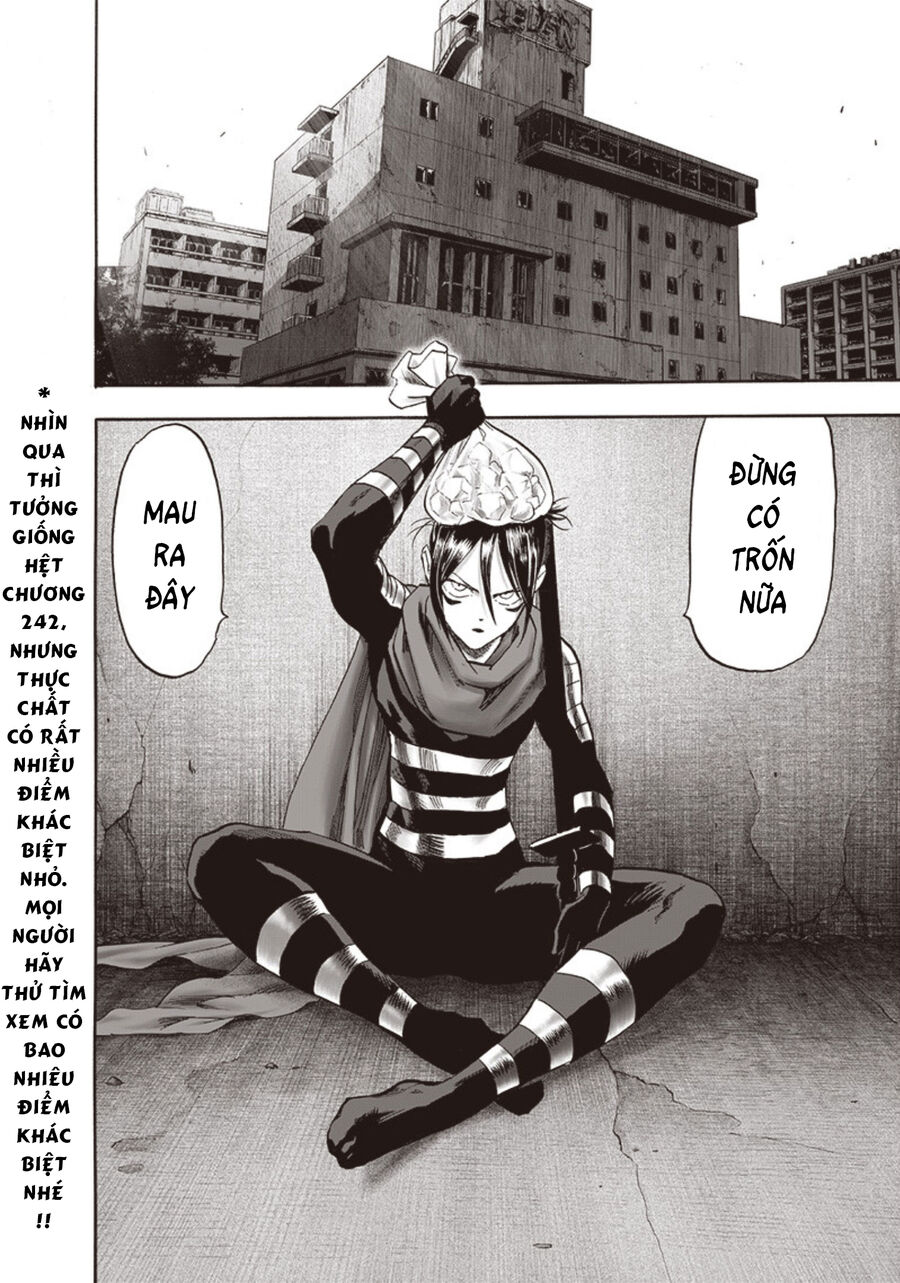 EDEN
ĐỪNG
CÓ
TRỐN
NỮA
MAU
RA
ĐÂY
*
NHÌN
QUA
THÌ
TƯỞNG
GIỐNG
HỆT
CHƯƠNG
242,
NHƯNG
THỰC
CHẤT
CÓ RẤT
NHIỀU
ĐIỂM
KHÁC
BIỆT
NHỎ.
MỌI
NGƯỜI
HÃY
THỬ TÌM
XEM CÓ
BAO
NHIÊU
ĐIỂM
KHÁC
BIỆT
NHÉ
!!